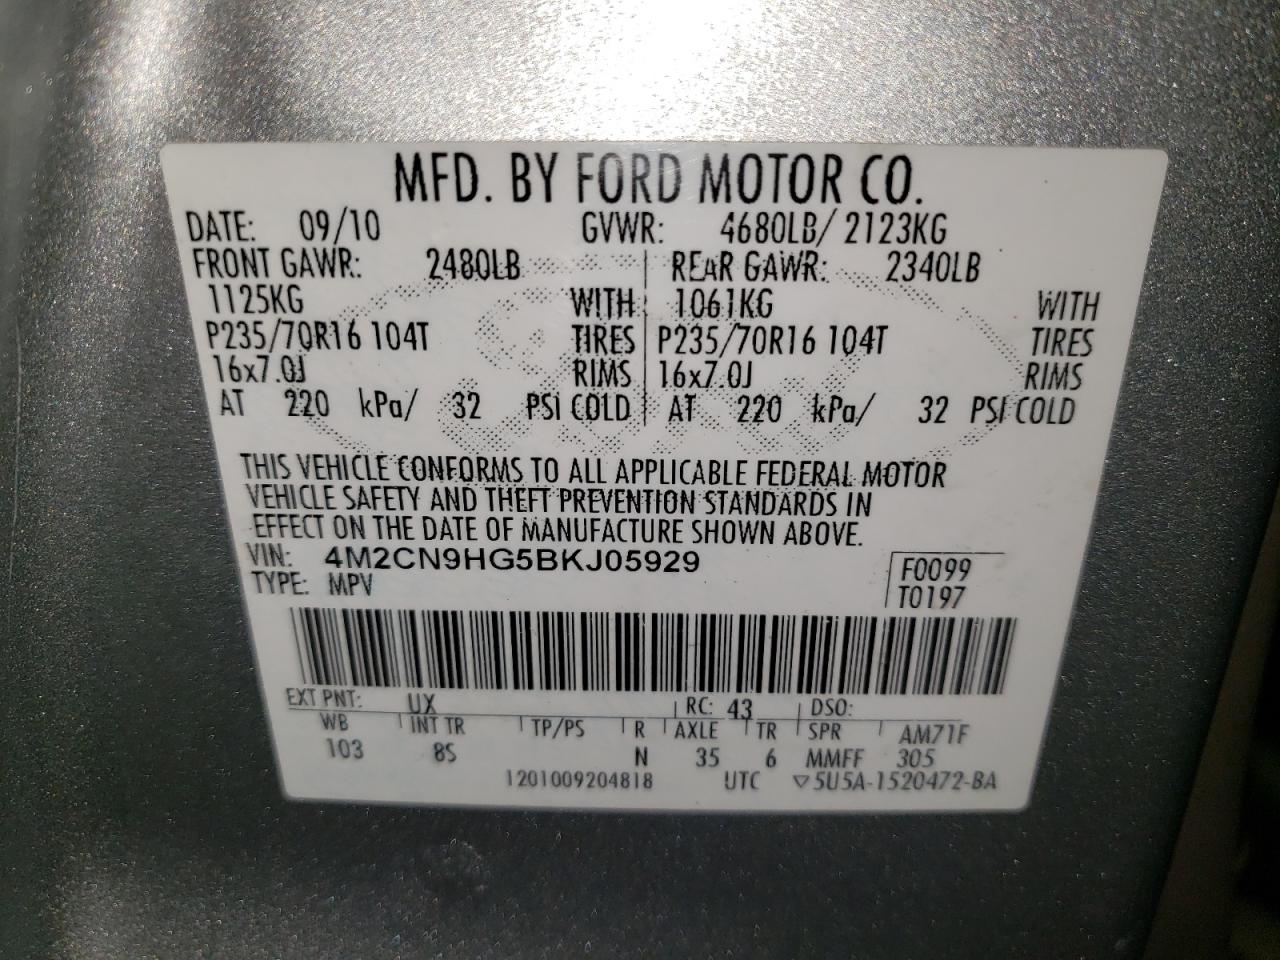 MFD. BY FORD MOTOR CO.
DATE: 09/10 GVWR: 4680LB/ 2123KG
FRONT GAWR: 2480LB REAR GAWR: 2340LB
1125KG WITH 1061KG WITH
P235/70R16 104T TIRES P235/70R16 104T TIRES
16x7.0J RIMS 16x7.0J RIMS
AT 220 kPa/ 32 PSI COLD AT 220 kPa/ 32 PSI COLD
THIS VEHICLE CONFORMS TO ALL APPLICABLE FEDERAL MOTOR
VEHICLE SAFETY AND THEFT PREVENTION STANDARDS IN
EFFECT ON THE DATE OF MANUFACTURE SHOWN ABOVE.
VIN: 4M2CN9HG5BKJ05929 F0099
TYPE: MPV T0197
EXT PNT: UX RC: 43 DSO:
WB INT TR TP/PS R AXLE TR SPR AM71F
103 8S N 35 6 MMFF 305
1201009204818 UTC ▽5U5A-1520472-BA